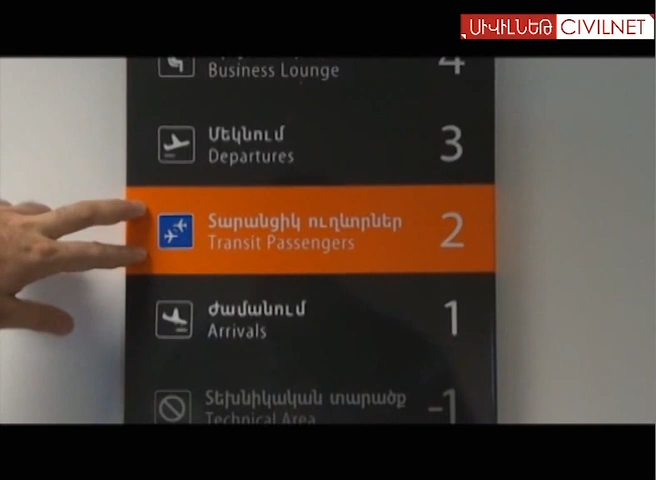 ՍԻՎԻԼՆԵԹ CIVILNET
Business Lounge 4
Մեկնում
Departures 3
Տարանցիկ ուղևորներ
Transit Passengers 2
Ժամանում
Arrivals 1
Տեխնիկական տարածք
Technical Area -1